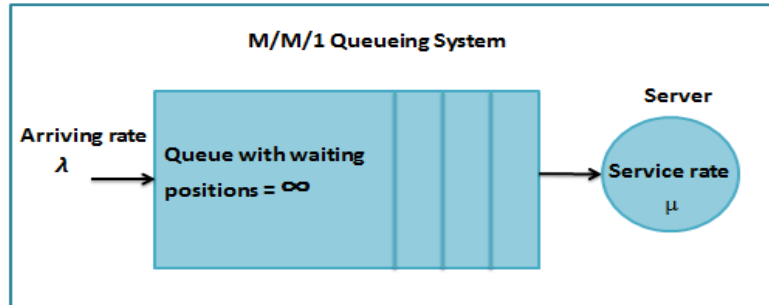 M/M/1 Queueing System
Server
Arriving rate
λ
Queue with waiting
positions = ∞
Service rate
μ